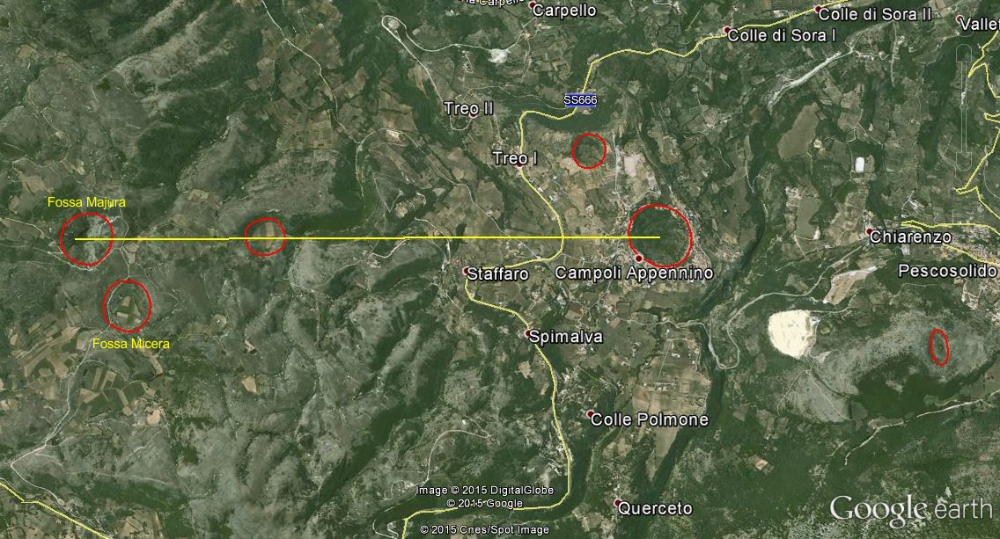 Carpello
Colle di Sora II
Colle di Sora I
SS666
Treo II
Treo I
Fossa Majura
Chiarenzo
Campoli Appennino
Staffaro
Pescosolido
Spimalva
Fossa Micera
Colle Polmone
Image © 2015 DigitalGlobe
© 2015 Google
Querceto
Google earth
© 2015 Cnes/Spot Image